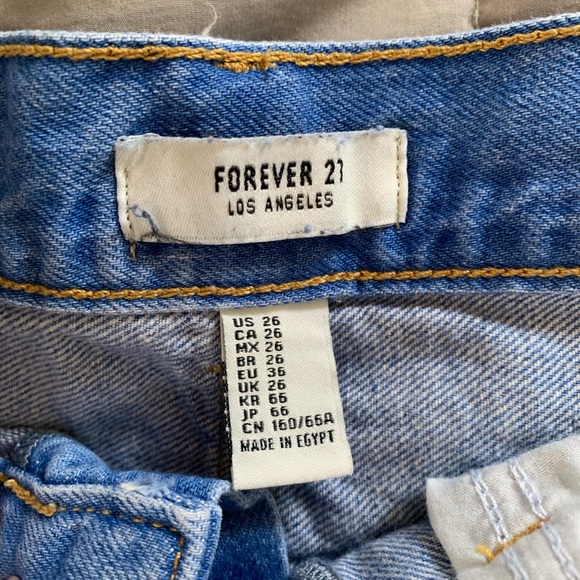 FOREVER 21
LOS ANGELES
US 26
CA 26
MX 26
BR 26
EU 36
UK 26
KR 66
JP 66
CN 160/66A
MADE IN EGYPT